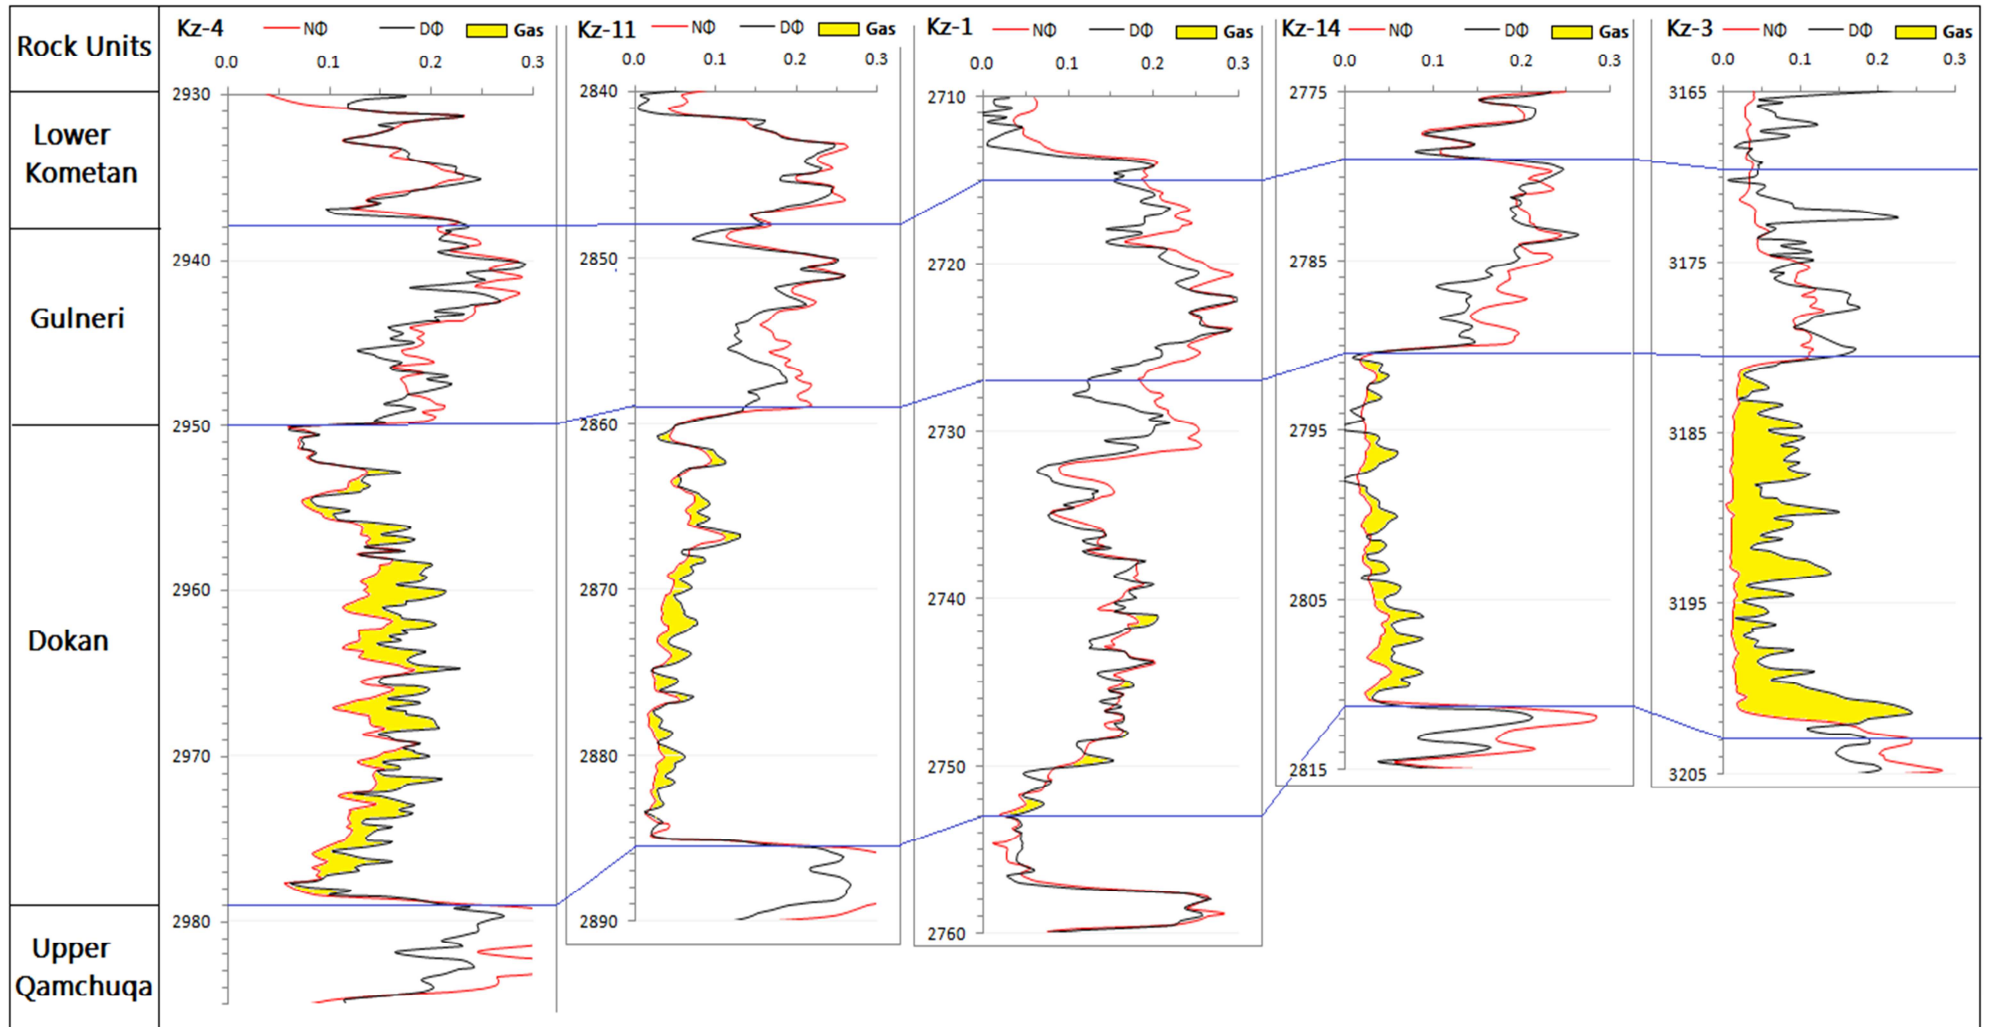 Rock Units
Lower
Kometan
Gulneri
Dokan
Upper
Qamchuqa
Kz-4 NΦ DΦ Gas
0.0 0.1 0.2 0.3
2930
2940
2950
2960
2970
2980
Kz-11 NΦ DΦ Gas
0.0 0.1 0.2 0.3
2840
2850
2860
2870
2880
2890
Kz-1 NΦ DΦ Gas
0.0 0.1 0.2 0.3
2710
2720
2730
2740
2750
2760
Kz-14 NΦ DΦ Gas
0.0 0.1 0.2 0.3
2775
2785
2795
2805
2815
Kz-3 NΦ DΦ Gas
0.0 0.1 0.2 0.3
3165
3175
3185
3195
3205